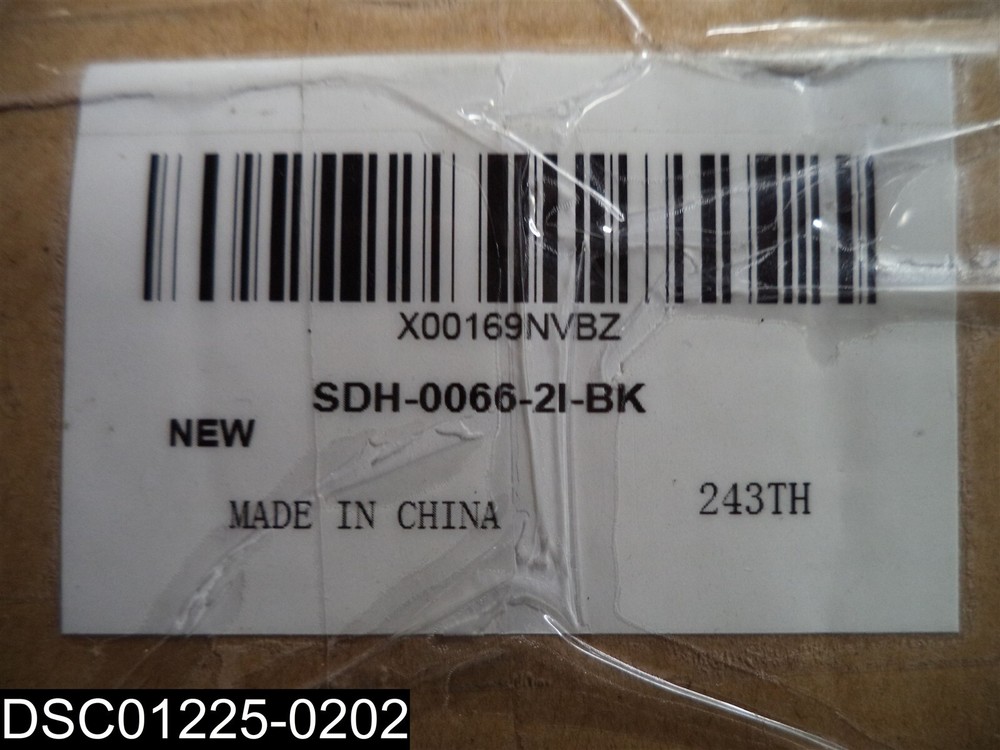 X00169NVBZ
SDH-0066-2I-BK
NEW
MADE IN CHINA
243TH
DSC01225-0202